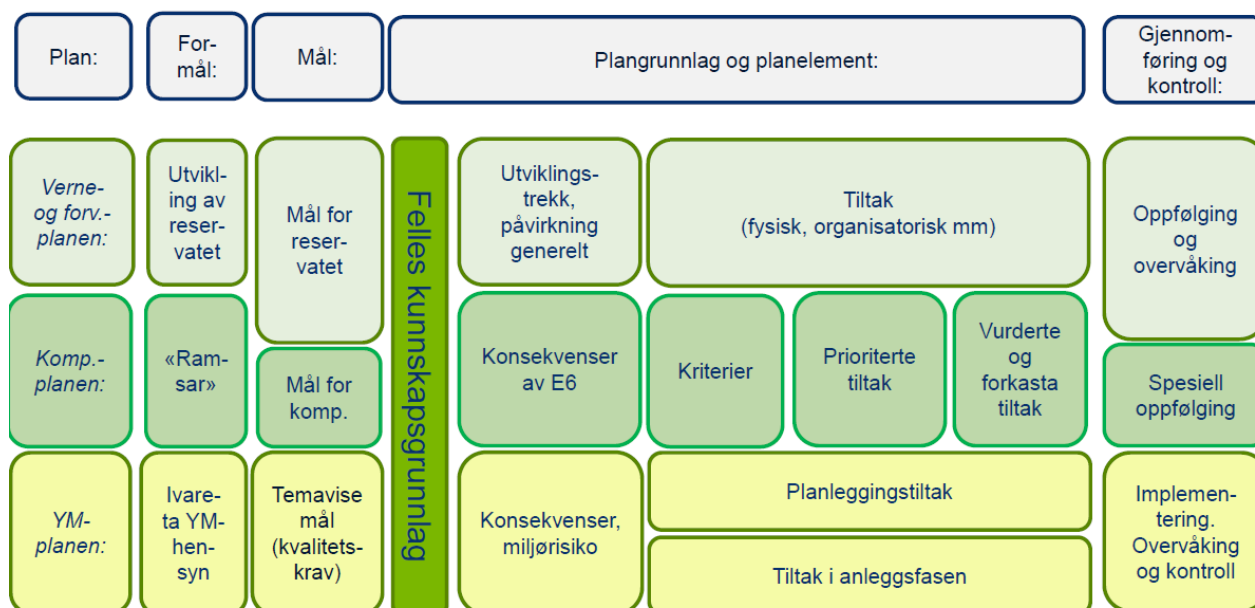 Plan:
For-
mål:
Mål:
Plangrunnlag og planelement:
Gjennom-
føring og
kontroll:
Verne-
og forv.-
planen:
Utvikl-
ing av
reser-
vatet
Mål for
reser-
vatet
Felles kunnskapsgrunnlag
Utviklings-
trekk,
påvirkning
generelt
Tiltak
(fysisk, organisatorisk mm)
Oppfølging
og
overvåking
Komp.-
planen:
«Ram-
sar»
Mål for
komp.
Konsekvenser
av E6
Kriterier
Prioriterte
tiltak
Vurderte
og
forkasta
tiltak
Spesiell
oppfølging
YM-
planen:
Ivare-
ta YM-
hen-
syn
Temavise
mål
(kvalitets-
krav)
Konsekvenser,
miljørisiko
Planleggingstiltak
Tiltak i anleggsfasen
Implemen-
tering.
Overvåking
og kontroll